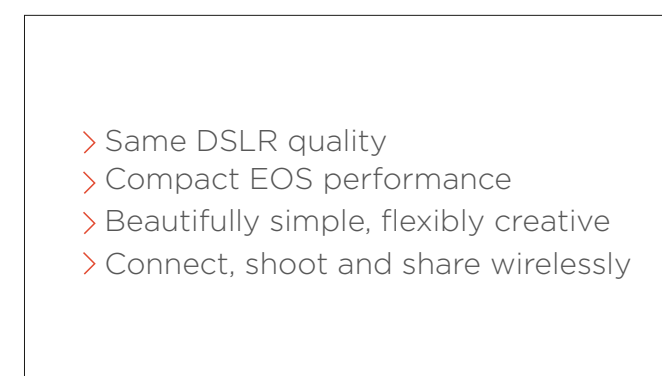 Same DSLR quality
Compact EOS performance
Beautifully simple, flexibly creative
Connect, shoot and share wirelessly